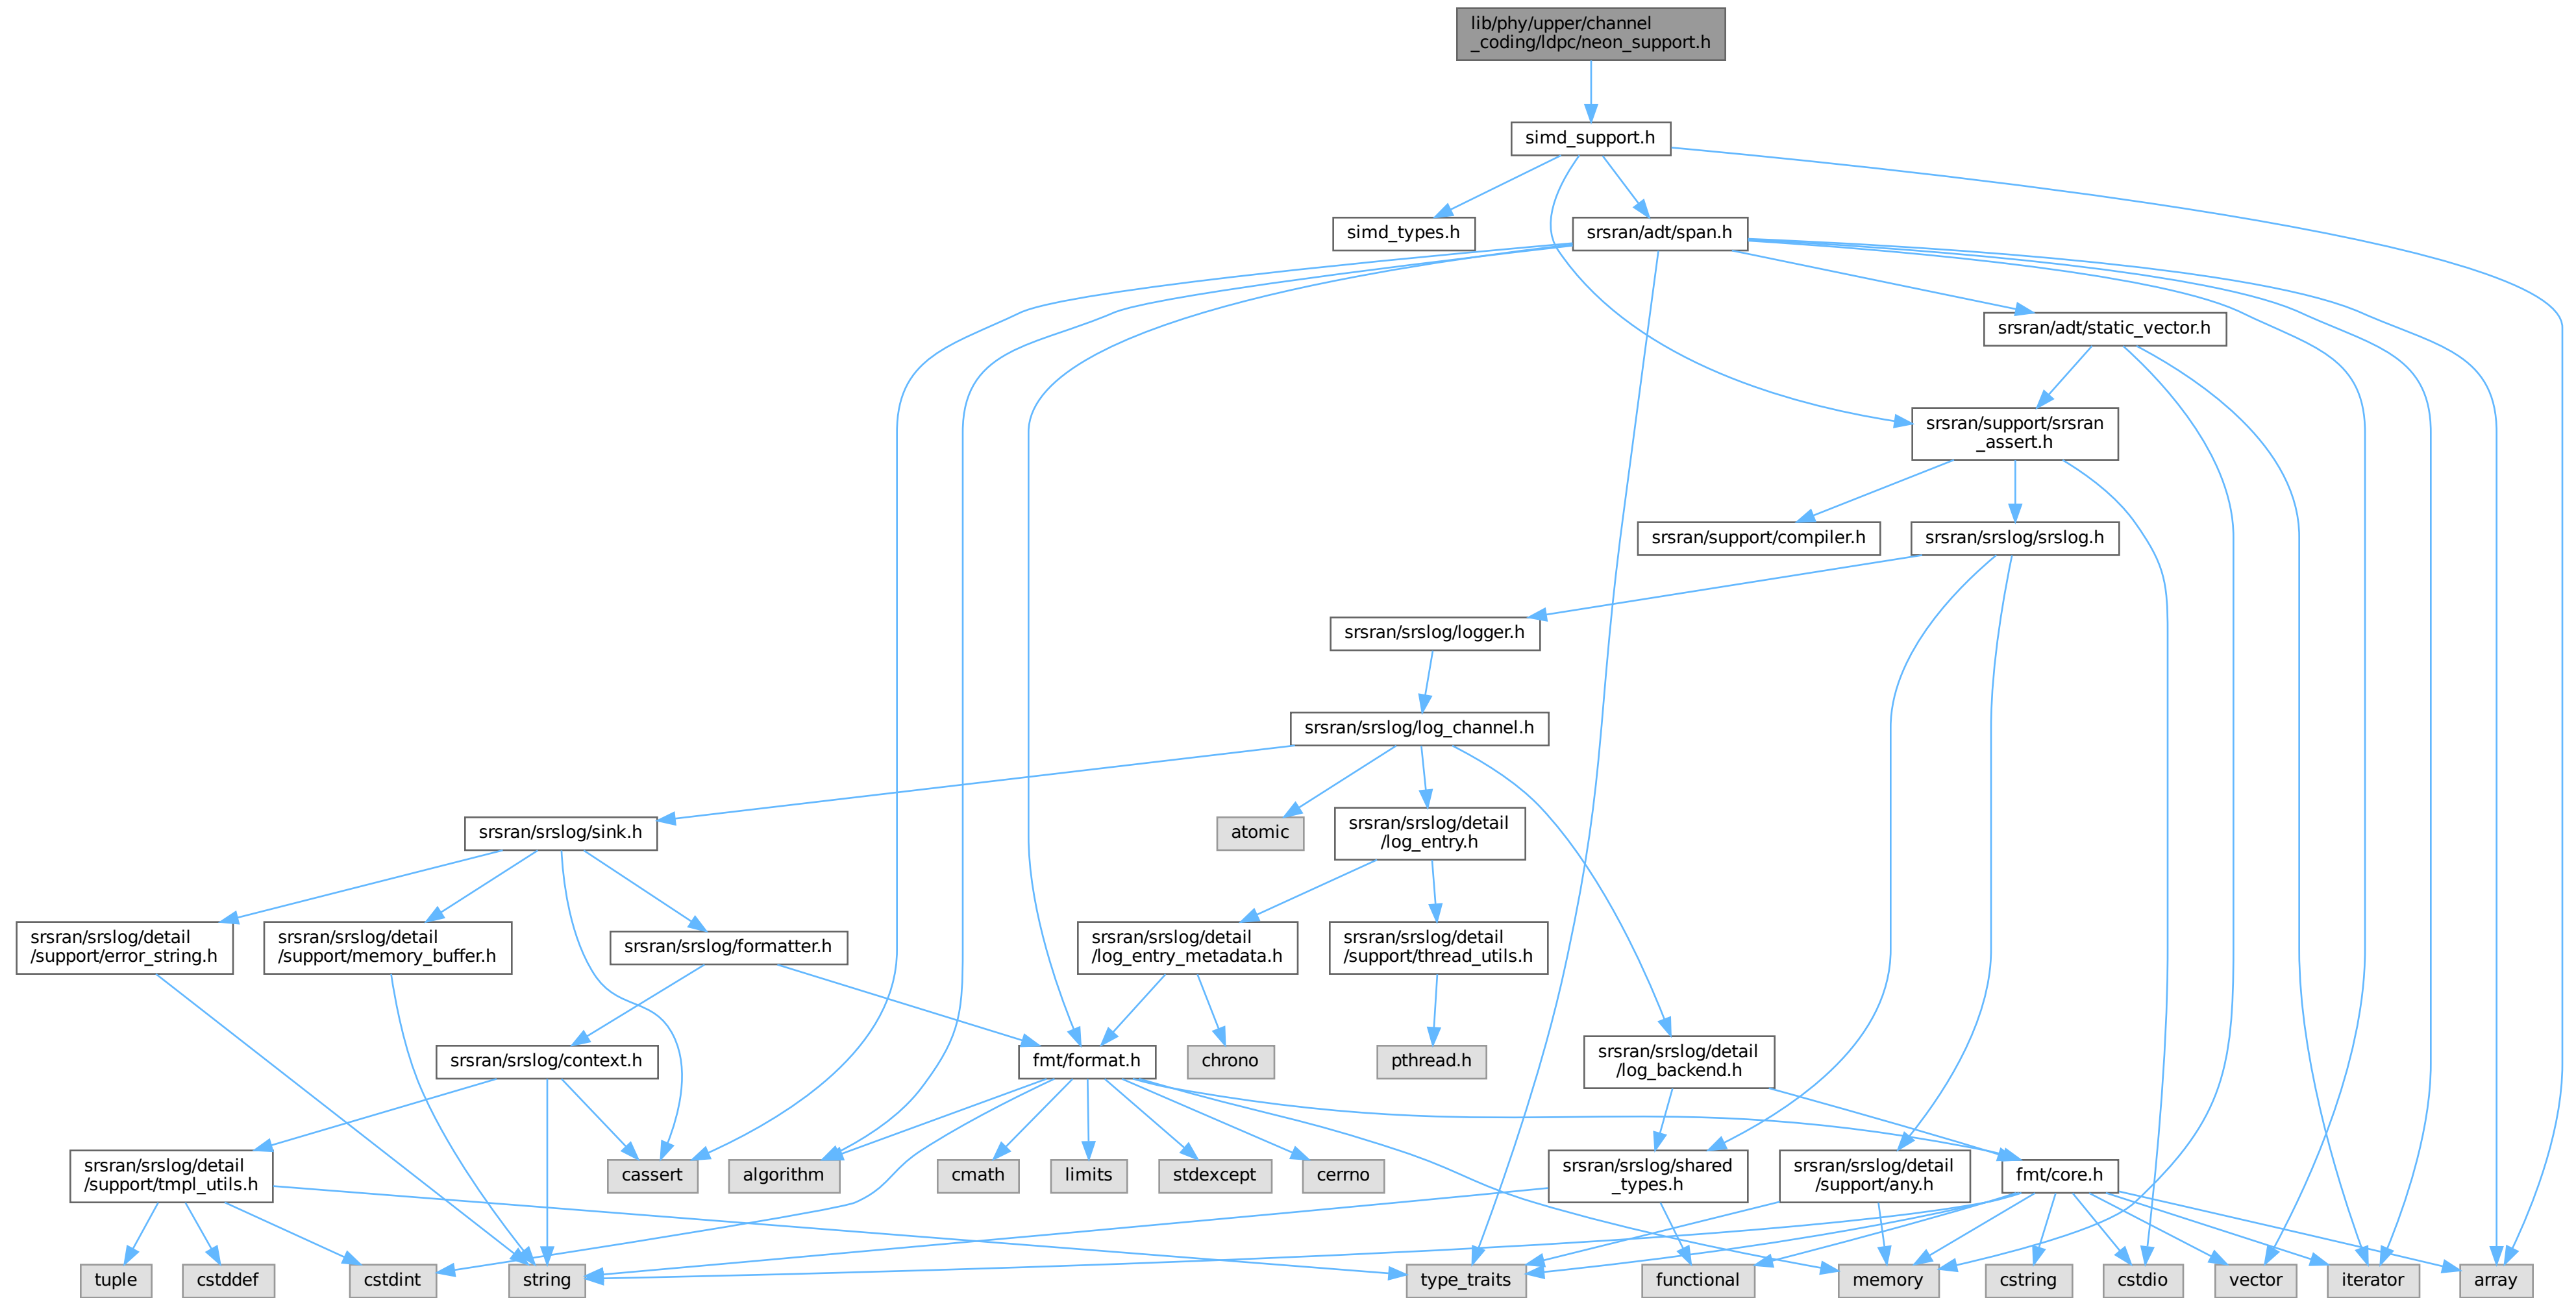 lib/phy/upper/channel
_coding/ldpc/neon_support.h
simd_support.h
simd_types.h
srsran/adt/span.h
srsran/adt/static_vector.h
srsran/support/srsran
_assert.h
srsran/support/compiler.h
srsran/srslog/srslog.h
srsran/srslog/logger.h
srsran/srslog/log_channel.h
srsran/srslog/sink.h
atomic
srsran/srslog/detail
/log_entry.h
srsran/srslog/detail
/support/error_string.h
srsran/srslog/detail
/support/memory_buffer.h
srsran/srslog/formatter.h
srsran/srslog/detail
/log_entry_metadata.h
srsran/srslog/detail
/support/thread_utils.h
srsran/srslog/context.h
fmt/format.h
chrono
pthread.h
srsran/srslog/detail
/log_backend.h
srsran/srslog/detail
/support/tmpl_utils.h
cassert
algorithm
cmath
limits
stdexcept
cerrno
srsran/srslog/shared
_types.h
srsran/srslog/detail
/support/any.h
fmt/core.h
tuple
cstddef
cstdint
string
type_traits
functional
memory
cstring
cstdio
vector
iterator
array